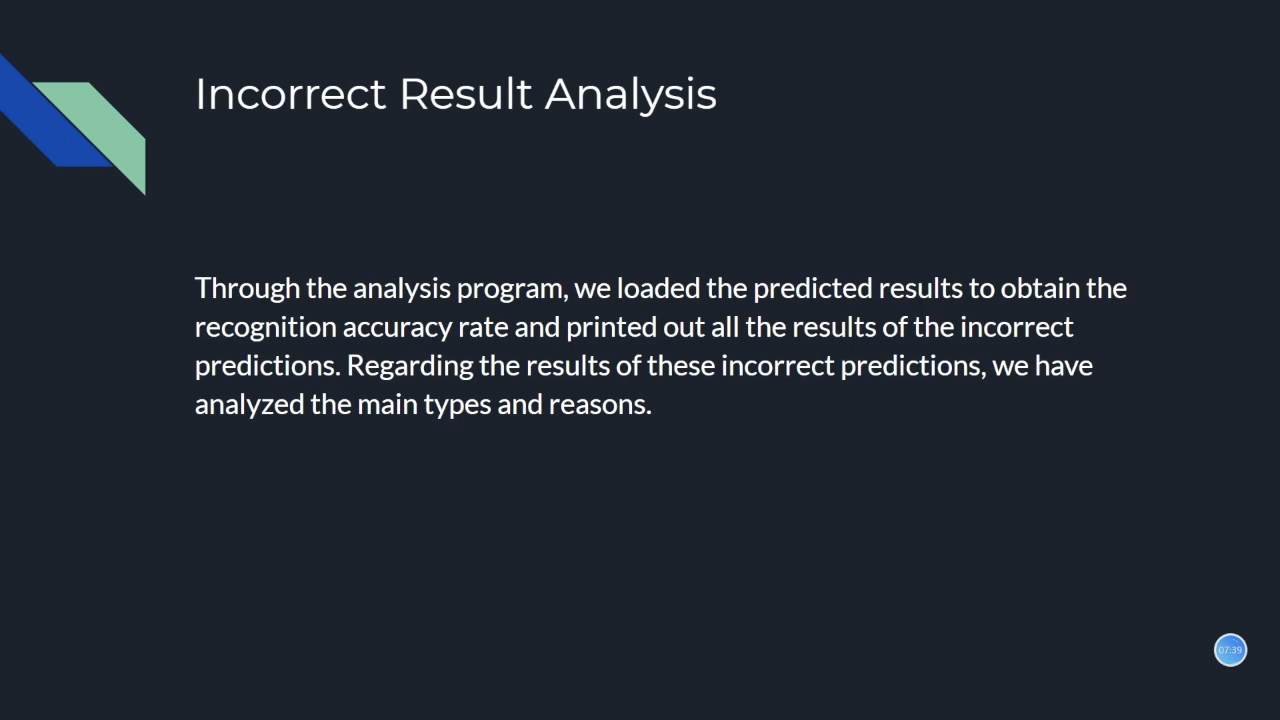 Incorrect Result Analysis
Through the analysis program, we loaded the predicted results to obtain the
recognition accuracy rate and printed out all the results of the incorrect
predictions. Regarding the results of these incorrect predictions, we have
analyzed the main types and reasons.
07:39